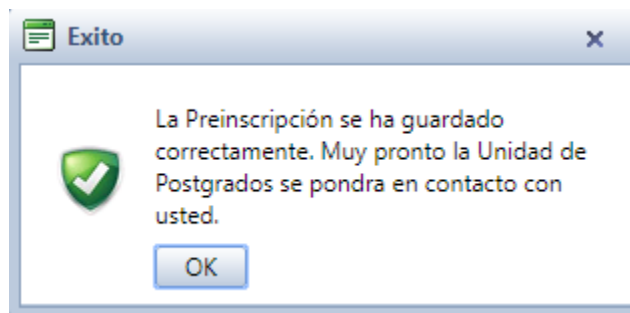 Exito
La Preinscripción se ha guardado
correctamente. Muy pronto la Unidad de
Postgrados se pondra en contacto con
usted.
OK